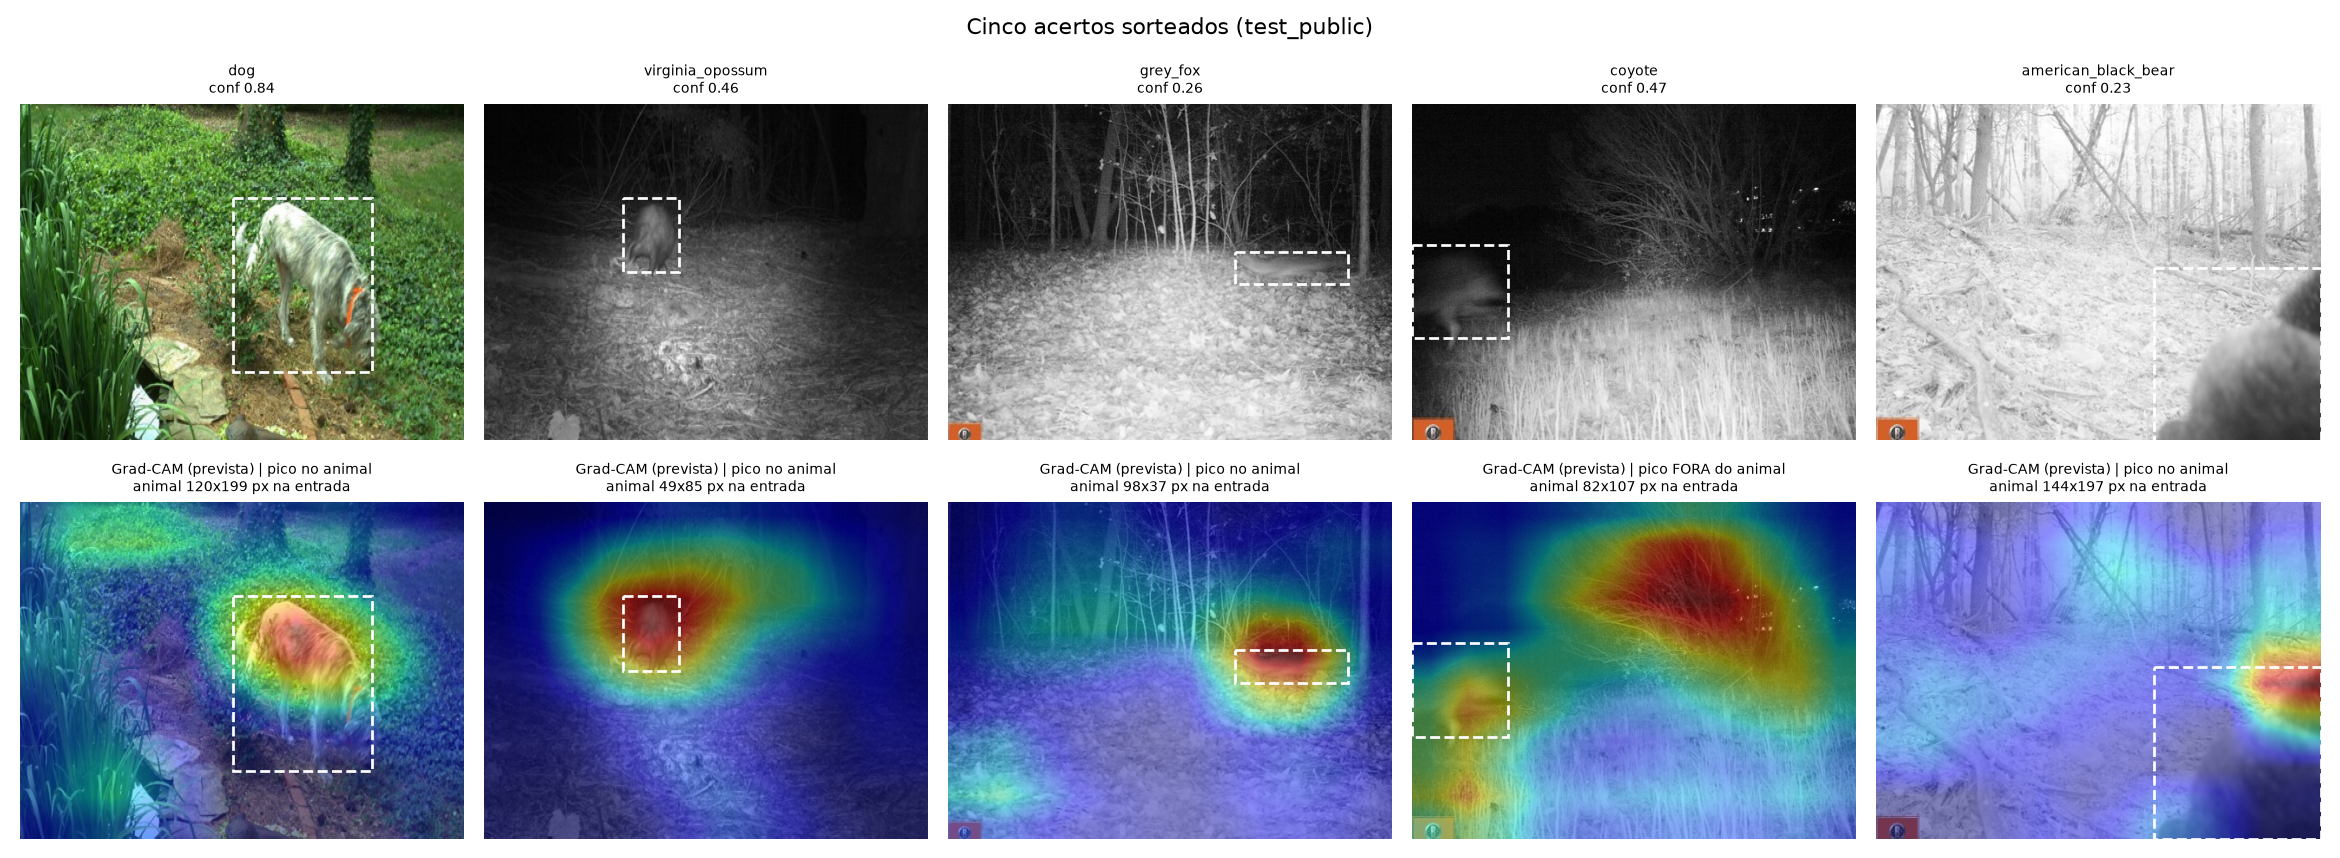 Cinco acertos sorteados (test_public)
dog
conf 0.84
virginia_opossum
conf 0.46
grey_fox
conf 0.26
coyote
conf 0.47
american_black_bear
conf 0.23
Grad-CAM (prevista) | pico no animal
animal 120x199 px na entrada
Grad-CAM (prevista) | pico no animal
animal 49x85 px na entrada
Grad-CAM (prevista) | pico no animal
animal 98x37 px na entrada
Grad-CAM (prevista) | pico FORA do animal
animal 82x107 px na entrada
Grad-CAM (prevista) | pico no animal
animal 144x197 px na entrada